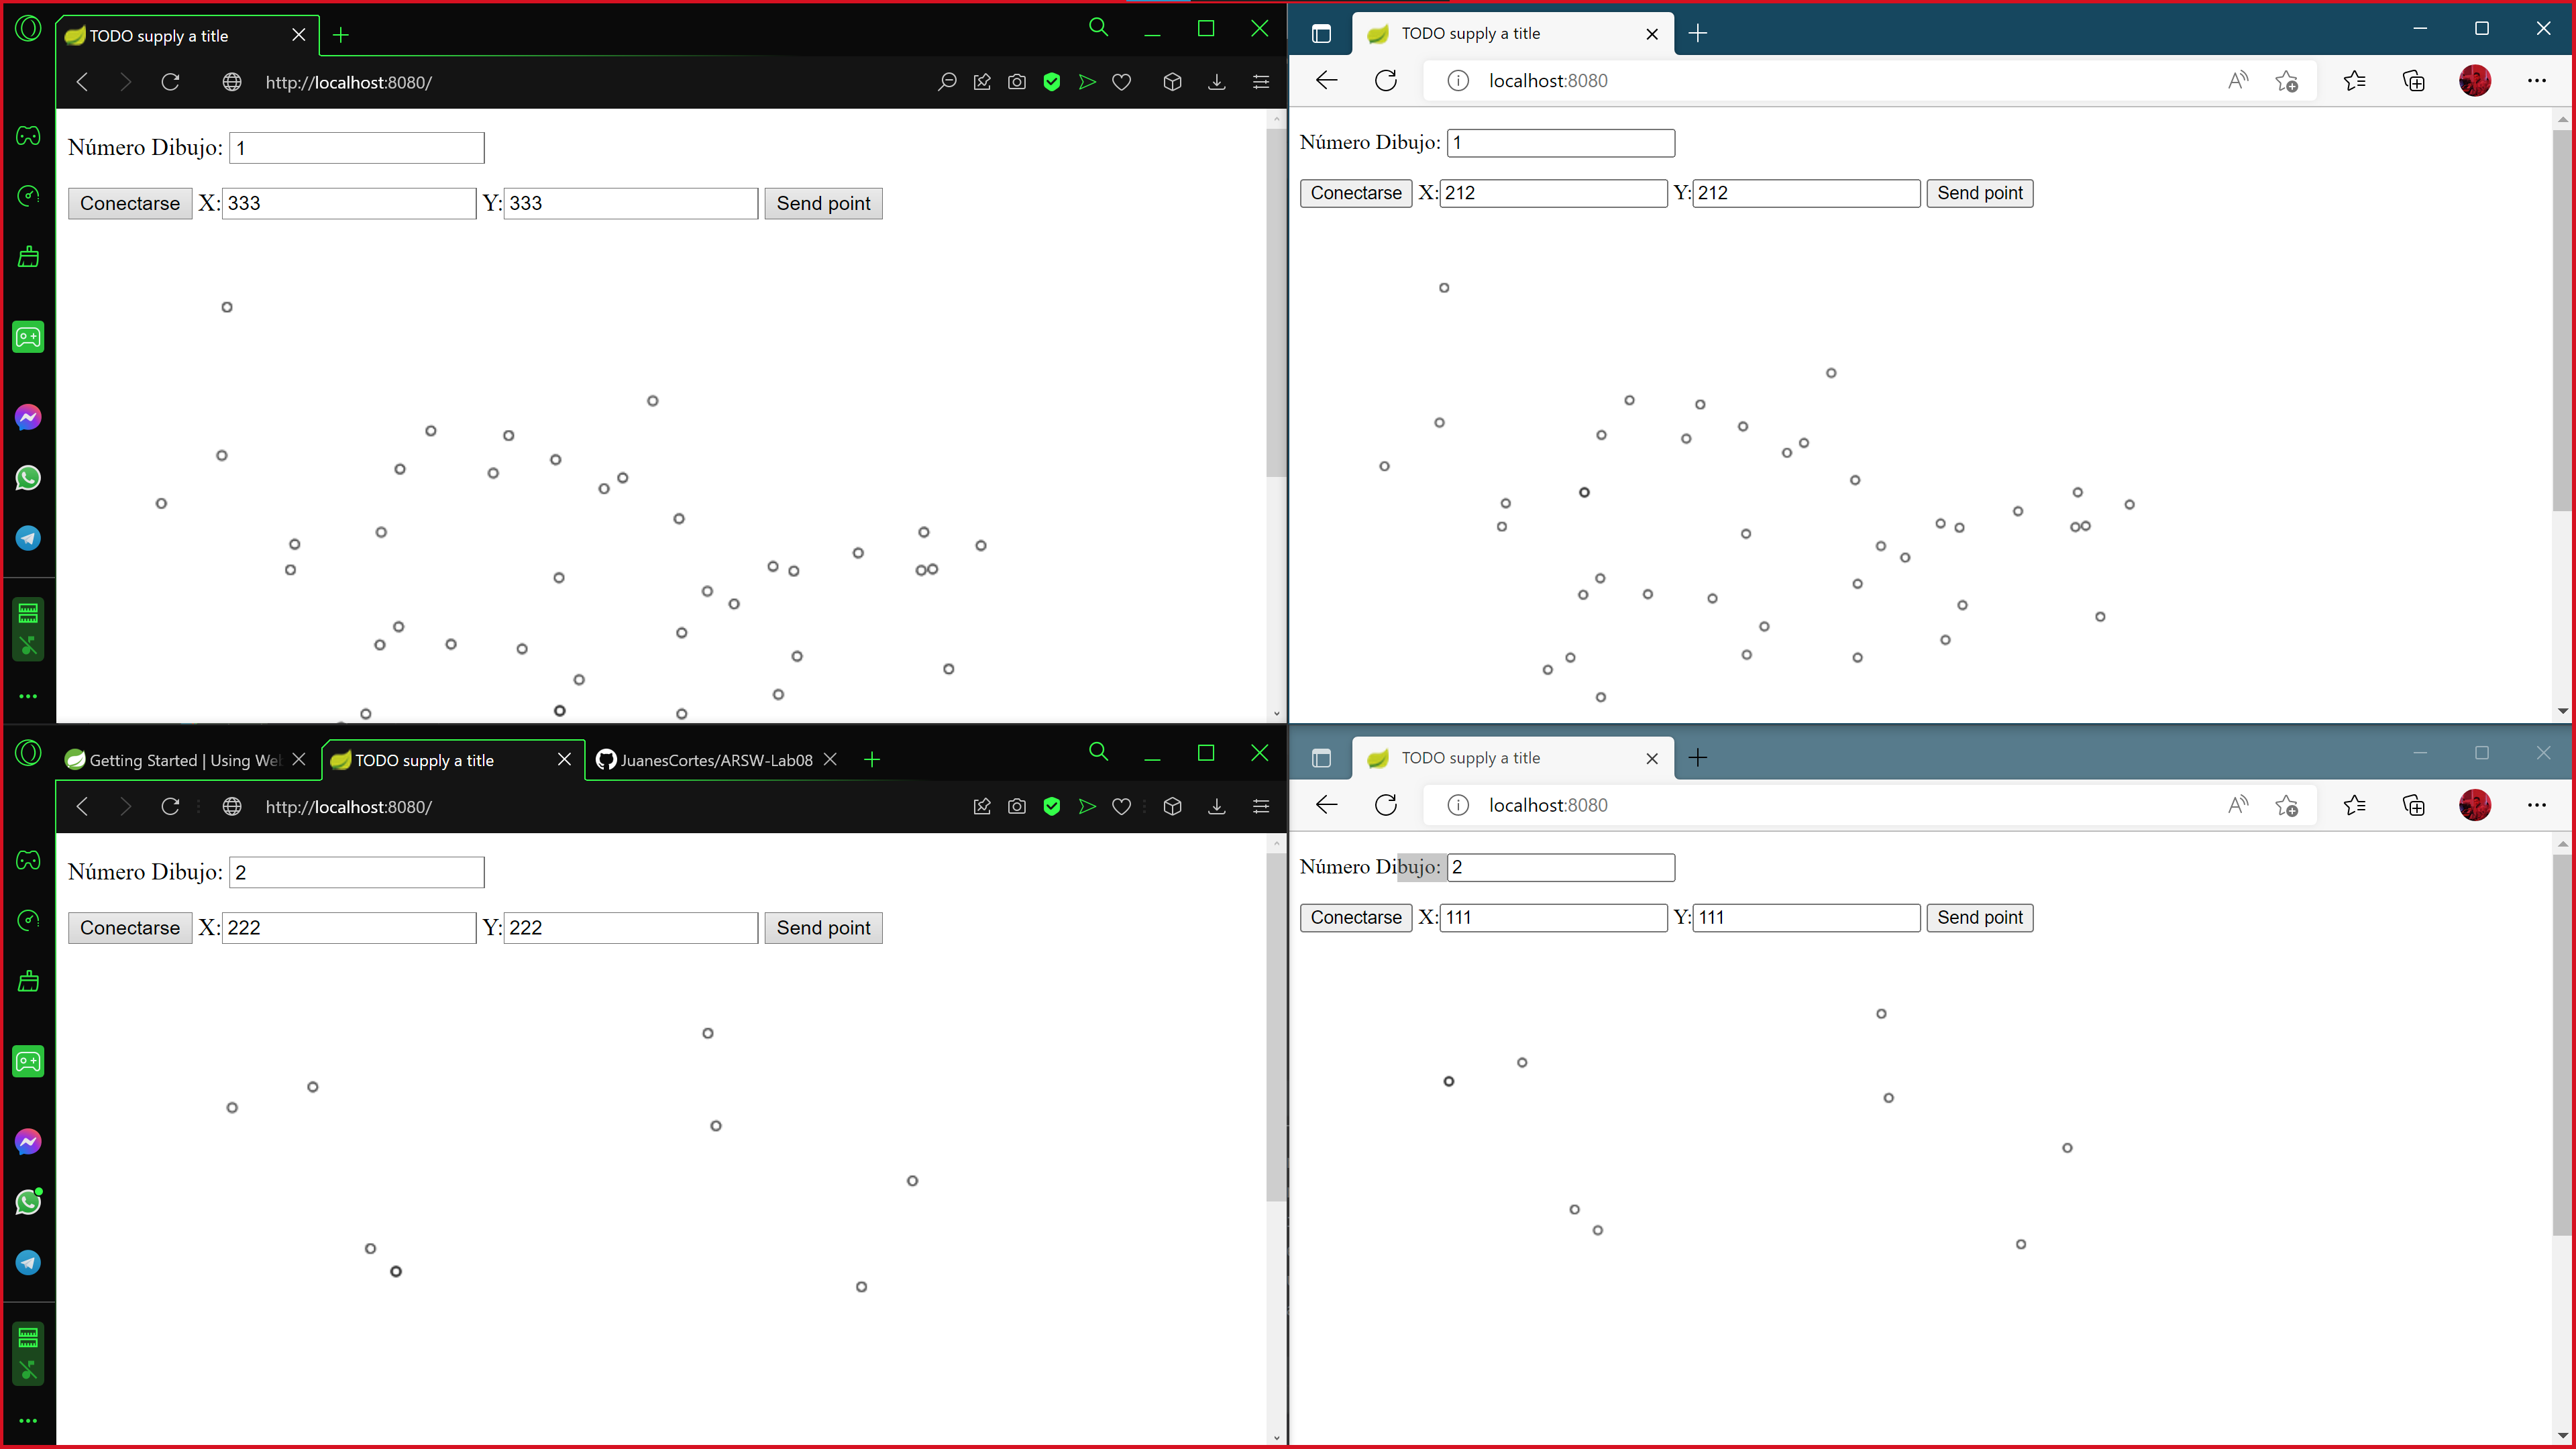 TODO supply a title
http://localhost:8080/
Número Dibujo: 1
Conectarse X: 333 Y: 333 Send point
TODO supply a title
localhost:8080
Número Dibujo: 1
Conectarse X: 212 Y: 212 Send point
Getting Started | Using We TODO supply a title JuanesCortes/ARSW-Lab08
http://localhost:8080/
Número Dibujo: 2
Conectarse X: 222 Y: 222 Send point
TODO supply a title
localhost:8080
Número Dibujo: 2
Conectarse X: 111 Y: 111 Send point